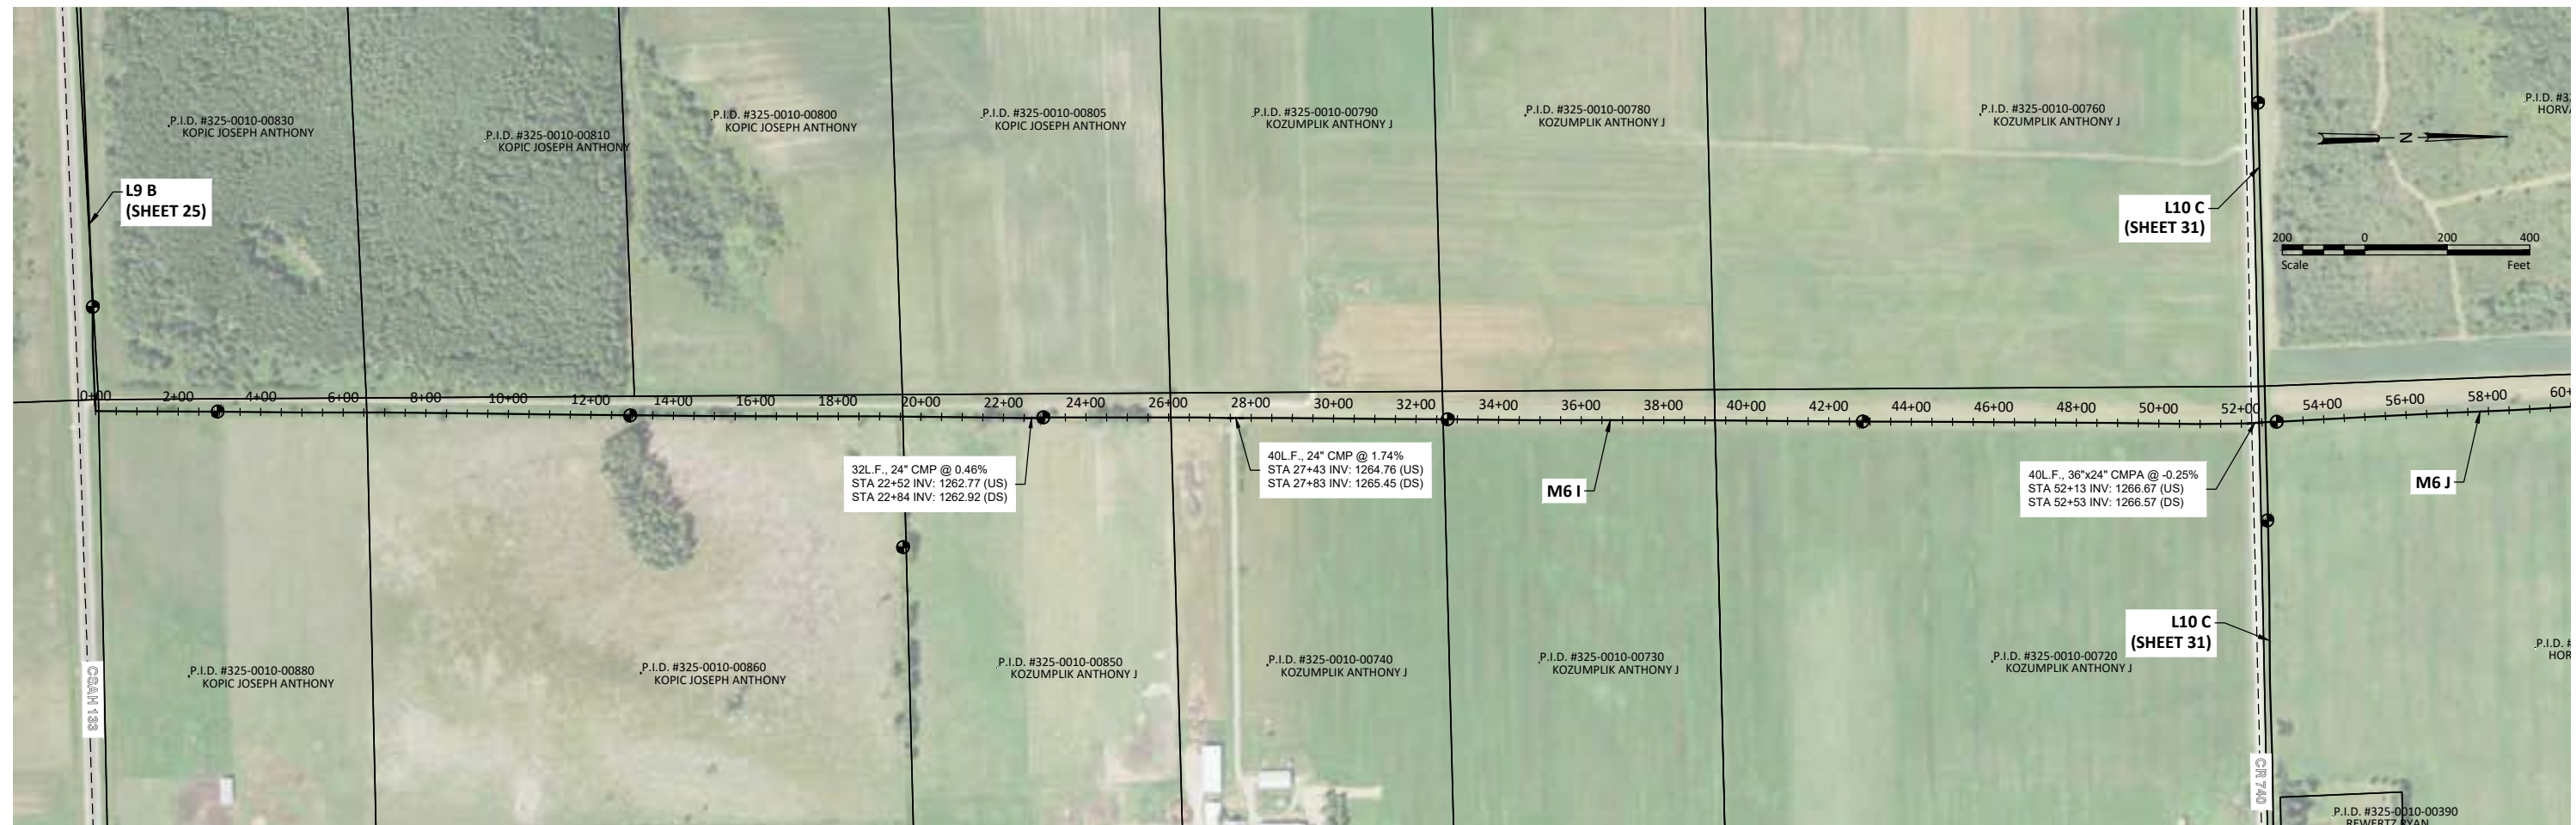 P.I.D. #325-0010-00830
KOPIC JOSEPH ANTHONY
P.I.D. #325-0010-00810
KOPIC JOSEPH ANTHONY
P.I.D. #325-0010-00800
KOPIC JOSEPH ANTHONY
P.I.D. #325-0010-00805
KOPIC JOSEPH ANTHONY
P.I.D. #325-0010-00790
KOZUMPLIK ANTHONY J
P.I.D. #325-0010-00780
KOZUMPLIK ANTHONY J
P.I.D. #325-0010-00760
KOZUMPLIK ANTHONY J
P.I.D. #32
HORVA
N
L9 B
(SHEET 25)
L10 C
(SHEET 31)
200 0 200 400
Scale Feet
0+00 2+00 4+00 6+00 8+00 10+00 12+00 14+00 16+00 18+00 20+00 22+00 24+00 26+00 28+00 30+00 32+00 34+00 36+00 38+00 40+00 42+00 44+00 46+00 48+00 50+00 52+00 54+00 56+00 58+00 60+
32L.F., 24" CMP @ 0.46%
STA 22+52 INV: 1262.77 (US)
STA 22+84 INV: 1262.92 (DS)
40L.F., 24" CMP @ 1.74%
STA 27+43 INV: 1264.76 (US)
STA 27+83 INV: 1265.45 (DS)
M6 I
40L.F., 36"x24" CMPA @ -0.25%
STA 52+13 INV: 1266.67 (US)
STA 52+53 INV: 1266.57 (DS)
M6 J
L10 C
(SHEET 31)
P.I.D. #325-0010-00880
KOPIC JOSEPH ANTHONY
P.I.D. #325-0010-00860
KOPIC JOSEPH ANTHONY
P.I.D. #325-0010-00850
KOZUMPLIK ANTHONY J
P.I.D. #325-0010-00740
KOZUMPLIK ANTHONY J
P.I.D. #325-0010-00730
KOZUMPLIK ANTHONY J
P.I.D. #325-0010-00720
KOZUMPLIK ANTHONY J
P.I.D. #
HOR
CSAH 133
CR 740
P.I.D. #325-0010-00390
REWERTZ RYAN